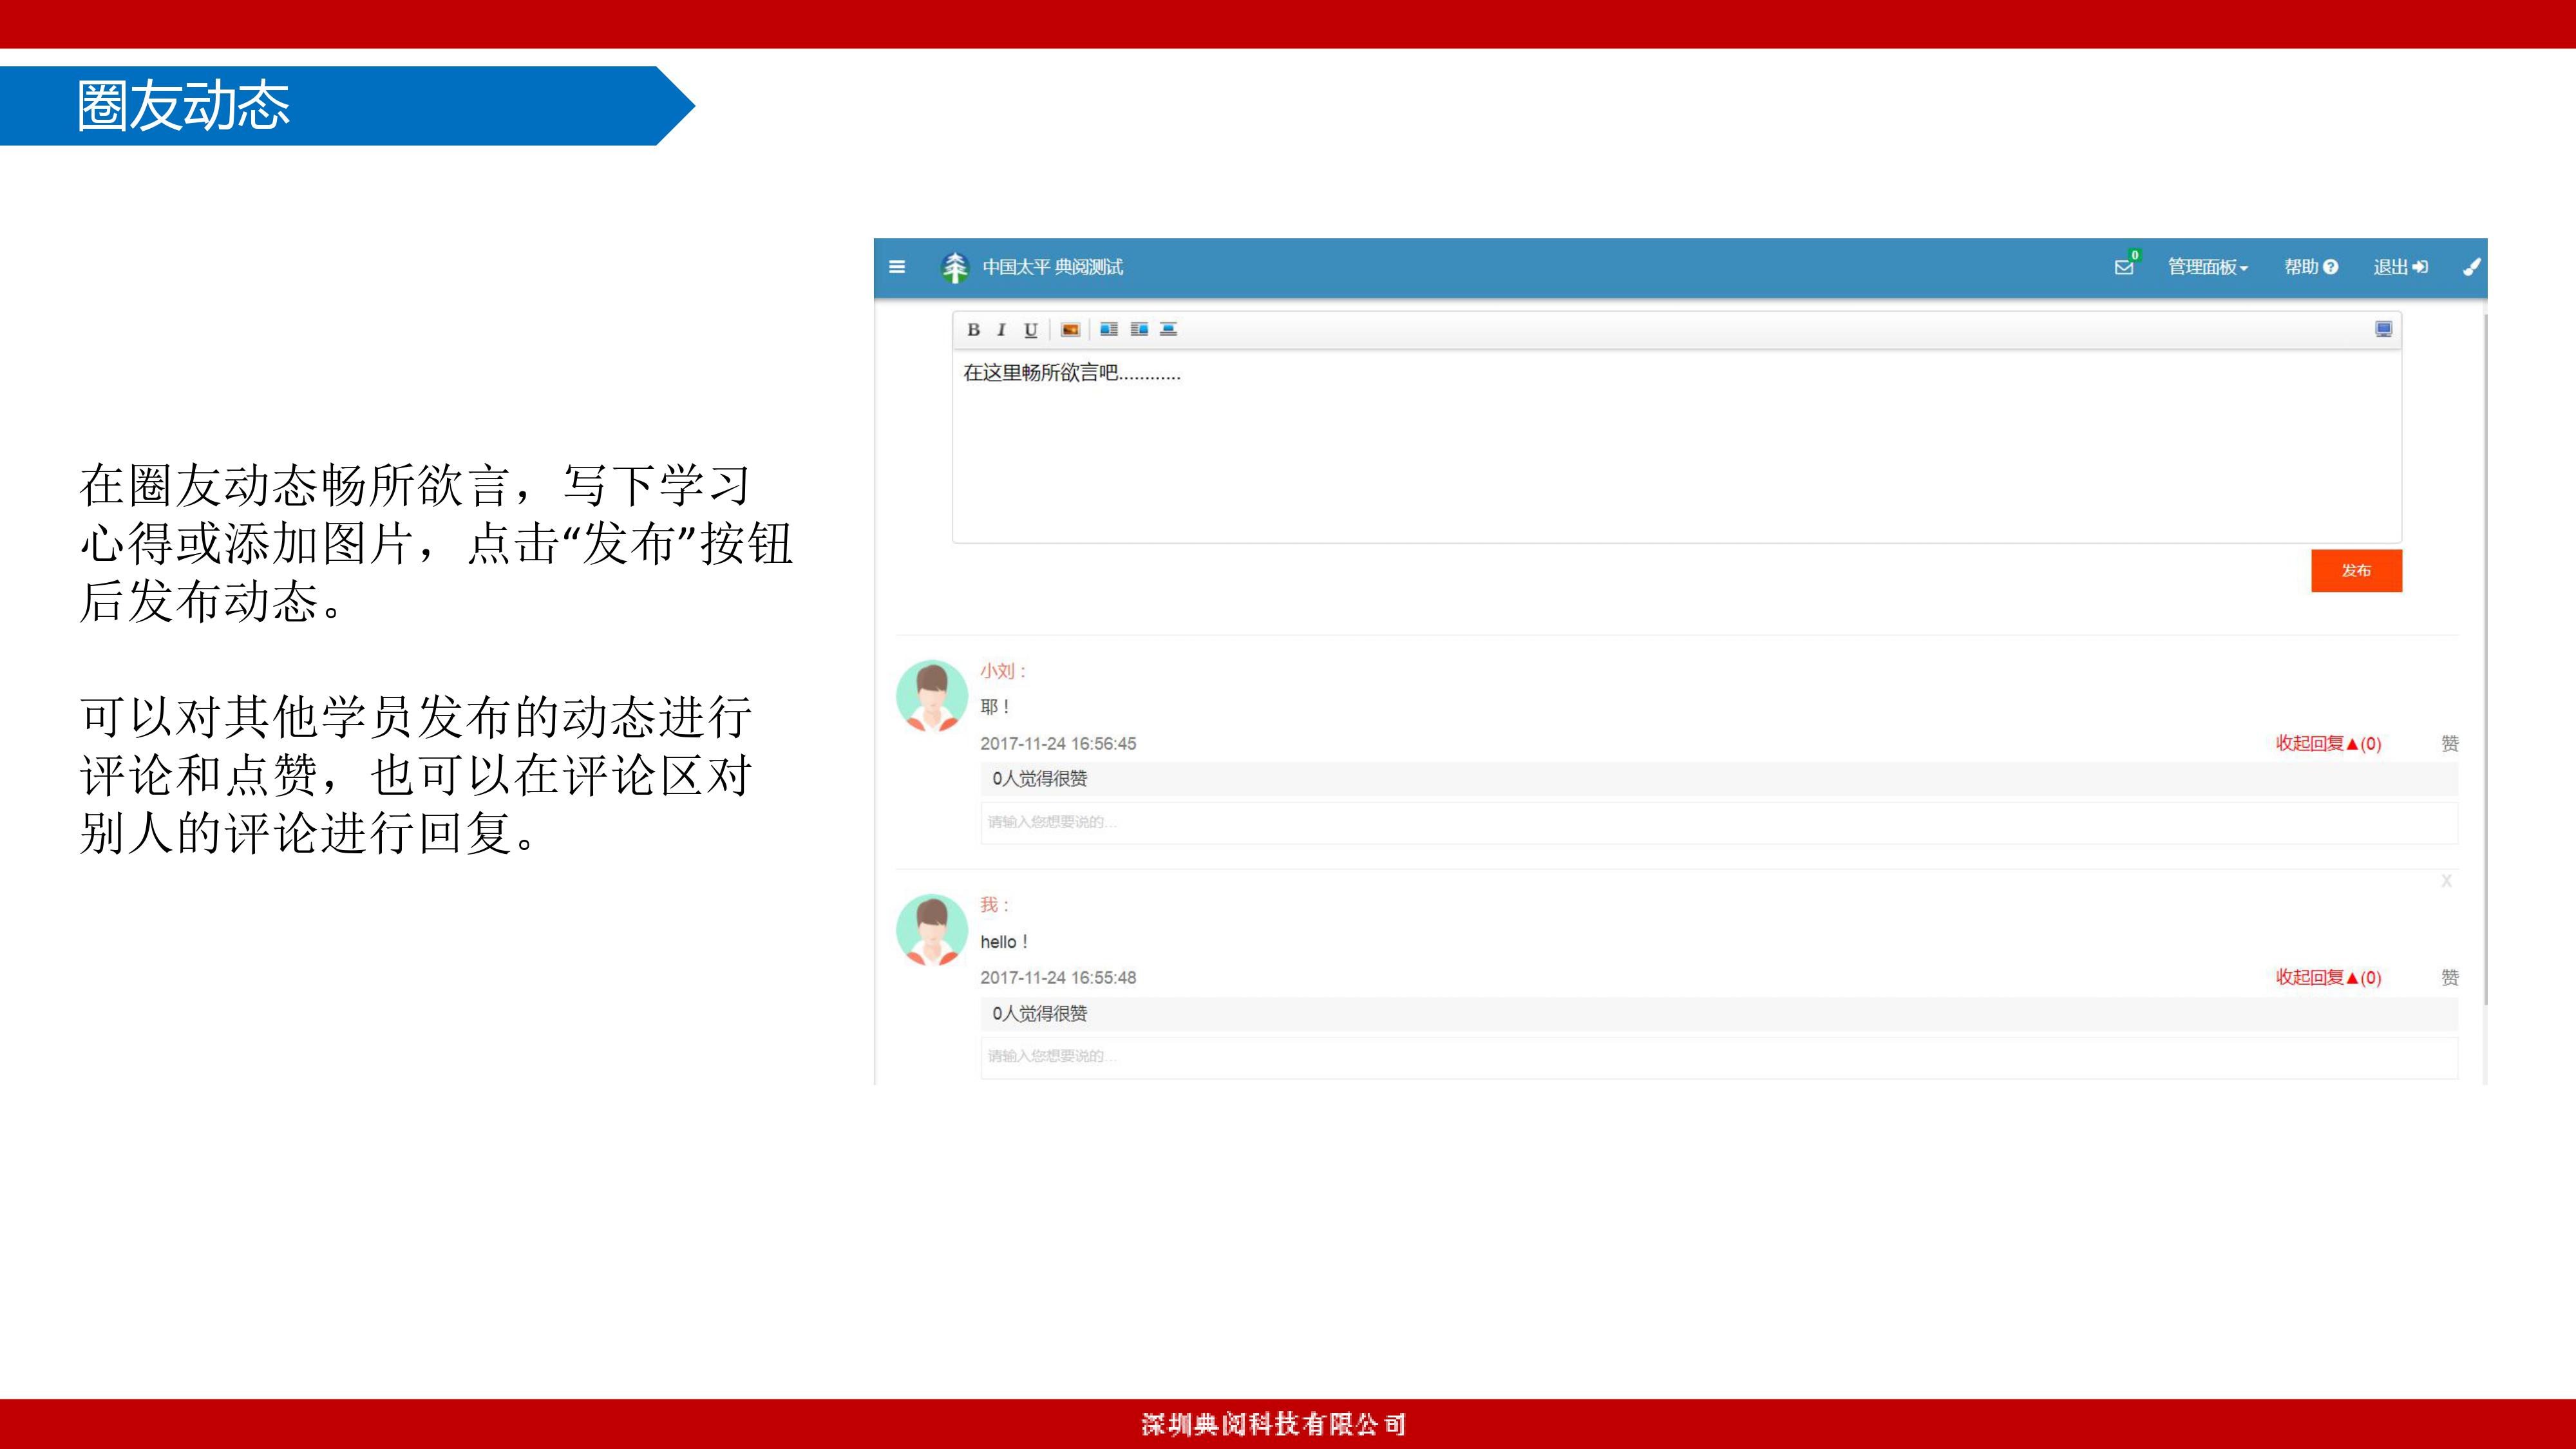 圈友动态
在圈友动态畅所欲言，写下学习
心得或添加图片，点击“发布”按钮
后发布动态。
可以对其他学员发布的动态进行
评论和点赞，也可以在评论区对
别人的评论进行回复。
中国太平 典阅测试
0
管理面板 帮助 退出
B I U
在这里畅所欲言吧............
发布
小刘：
耶！
2017-11-24 16:56:45 收起回复▲(0) 赞
0人觉得很赞
请输入您想要说的...
X
我：
hello！
2017-11-24 16:55:48 收起回复▲(0) 赞
0人觉得很赞
请输入您想要说的...
深圳典阅科技有限公司